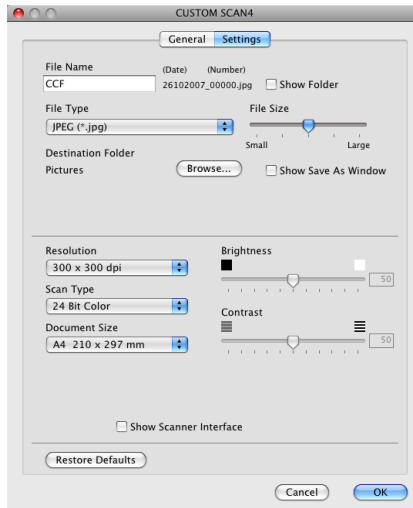 CUSTOM SCAN4
General Settings
File Name
(Date) (Number)
CCF
26102007_00000.jpg
Show Folder
File Type
File Size
JPEG (*.jpg)
Small Large
Destination Folder
Pictures
Browse...
Show Save As Window
Resolution
Brightness
300 x 300 dpi
50
Scan Type
24 Bit Color
Contrast
Document Size
50
A4 210 x 297 mm
Show Scanner Interface
Restore Defaults
Cancel OK